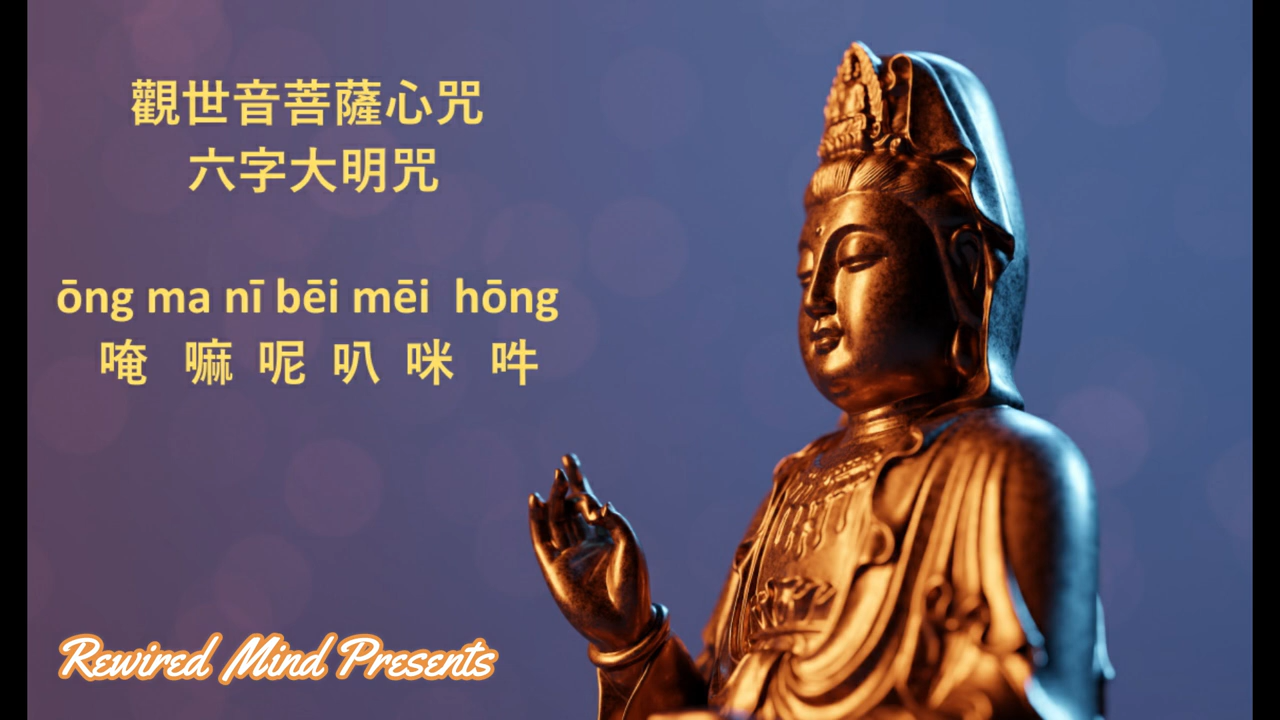 觀世音菩薩心咒
六字大明咒
ōng ma nī bēi mēi hōng
唵 嘛 呢 叭 咪 吽
Rewired Mind Presents